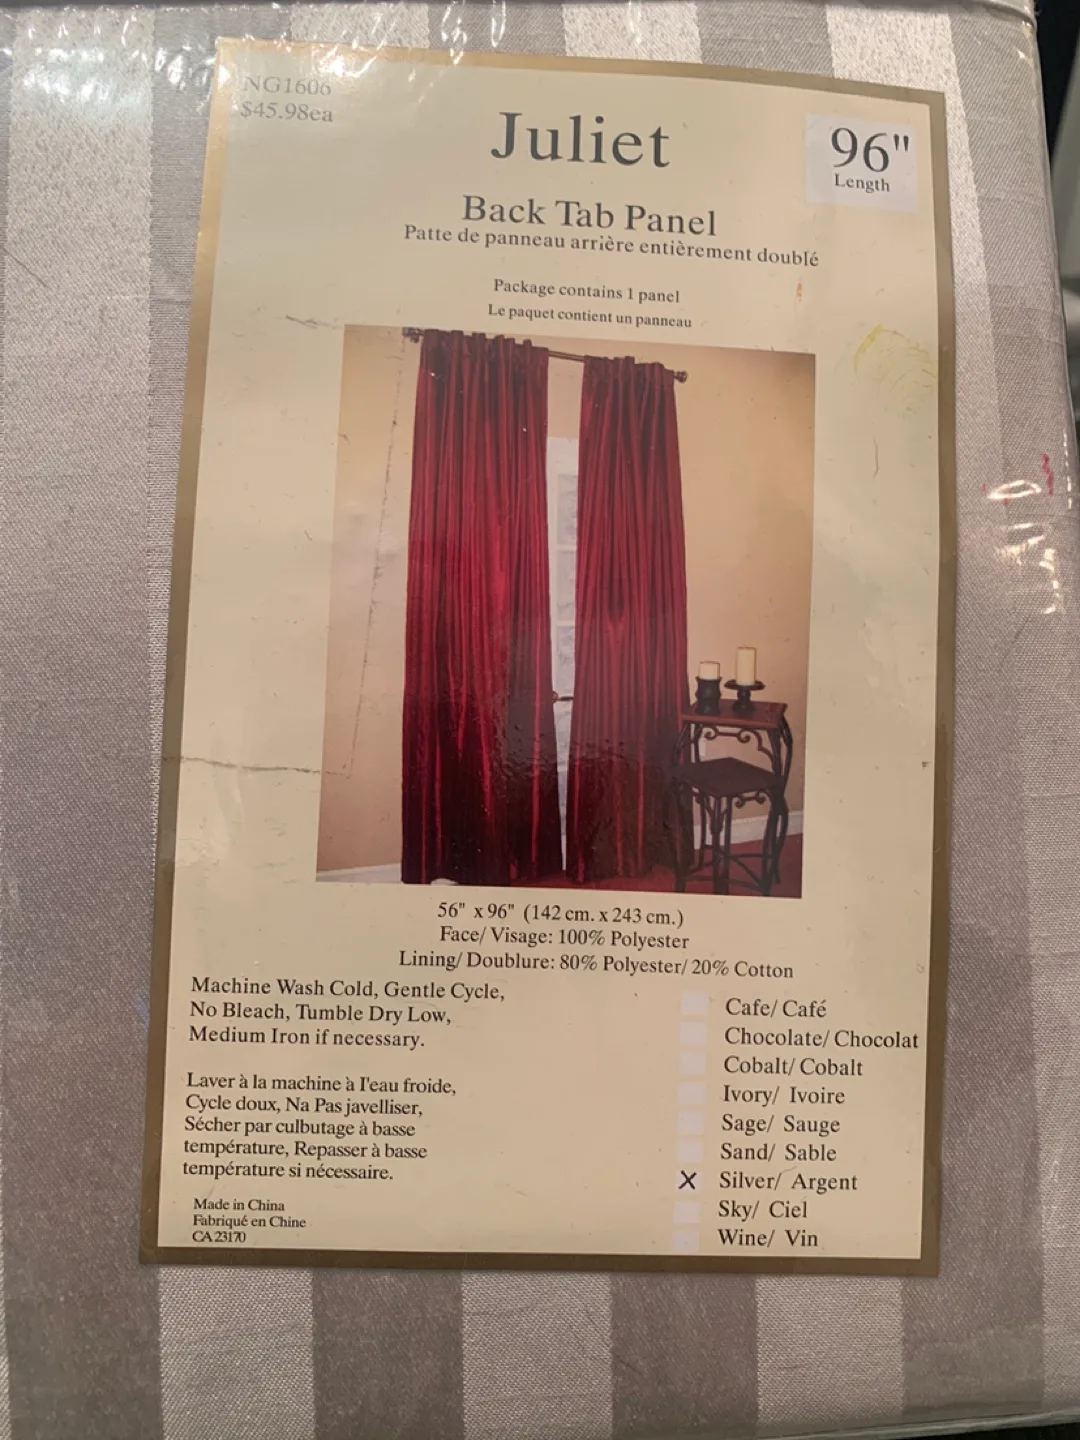 NG1606
$45.98ea
Juliet
96"
Length
Back Tab Panel
Patte de panneau arrière entièrement doublé
Package contains 1 panel
Le paquet contient un panneau
56" x 96" (142 cm. x 243 cm.)
Face/ Visage: 100% Polyester
Lining/ Doublure: 80% Polyester/ 20% Cotton
Machine Wash Cold, Gentle Cycle,
No Bleach, Tumble Dry Low,
Medium Iron if necessary.
Laver à la machine à l'eau froide,
Cycle doux, Na Pas javelliser,
Sécher par culbutage à basse
température, Repasser à basse
température si nécessaire.
Made in China
Fabriqué en Chine
CA 23170
Cafe/ Café
Chocolate/ Chocolat
Cobalt/ Cobalt
Ivory/ Ivoire
Sage/ Sauge
Sand/ Sable
X Silver/ Argent
Sky/ Ciel
Wine/ Vin